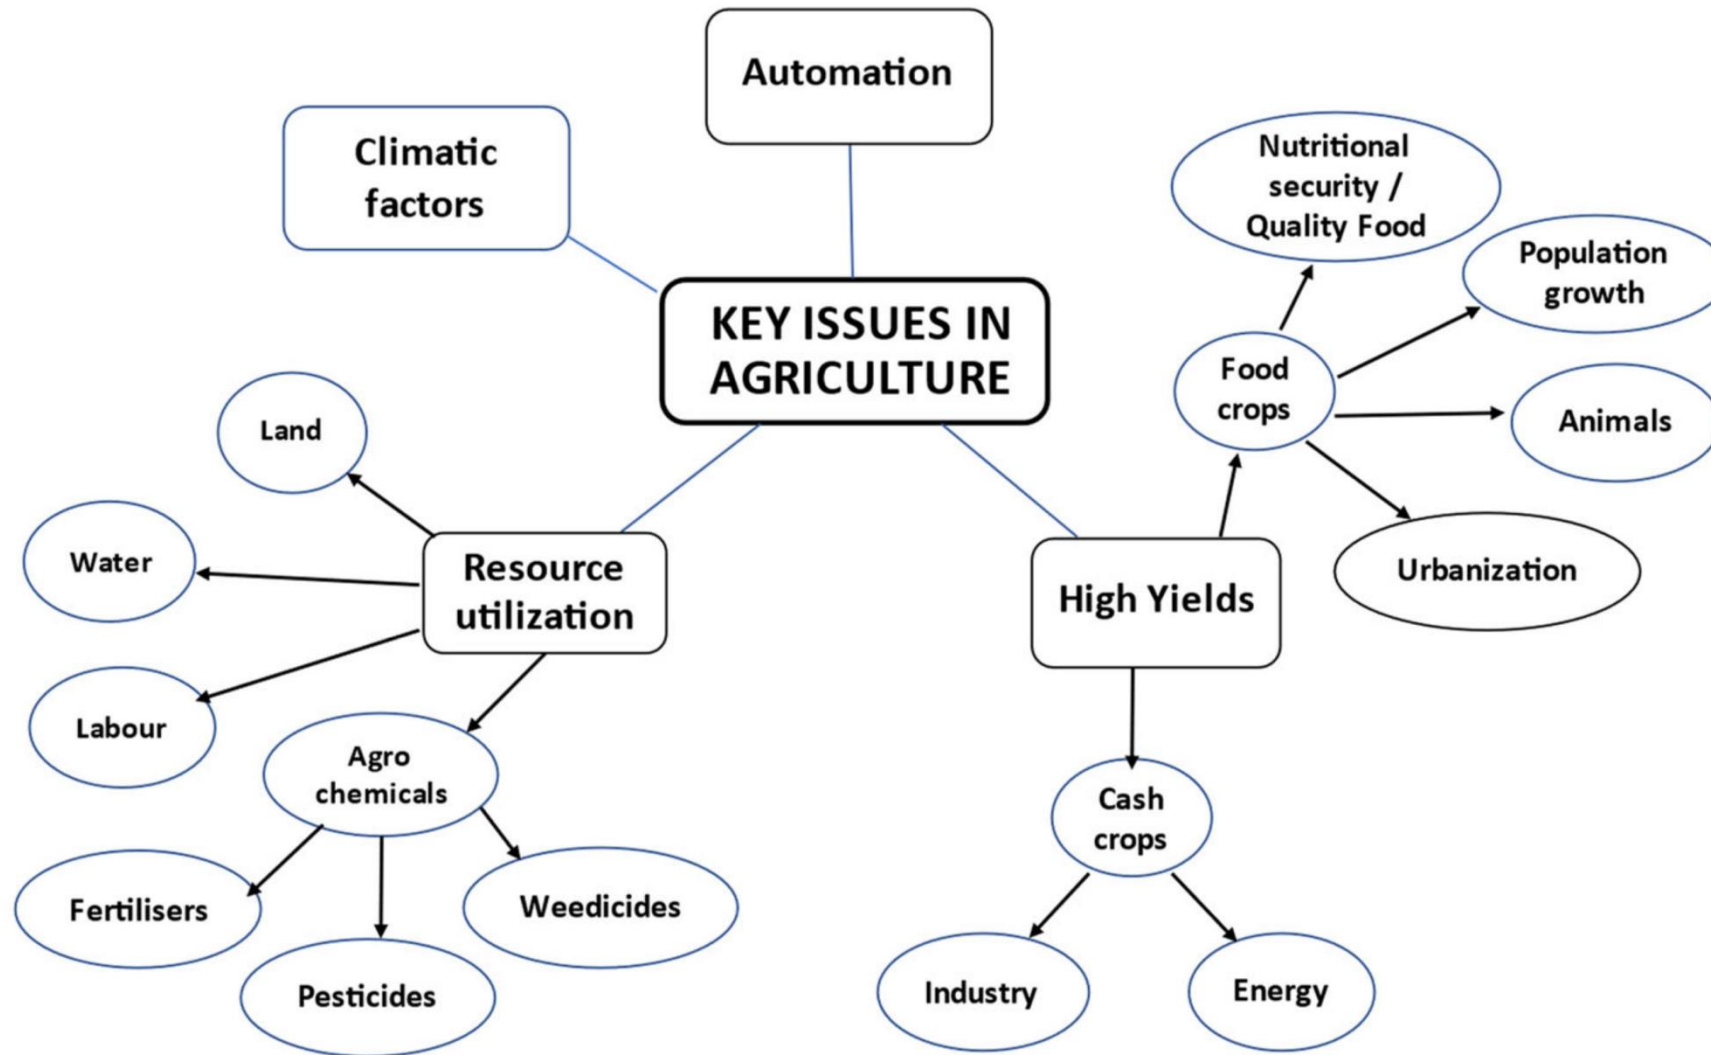 Automation
Climatic
factors
KEY ISSUES IN
AGRICULTURE
Nutritional
security /
Quality Food
Population
growth
Food
crops
Animals
Urbanization
Land
Water
Labour
Resource
utilization
High Yields
Agro
chemicals
Fertilisers
Pesticides
Weedicides
Cash
crops
Industry
Energy